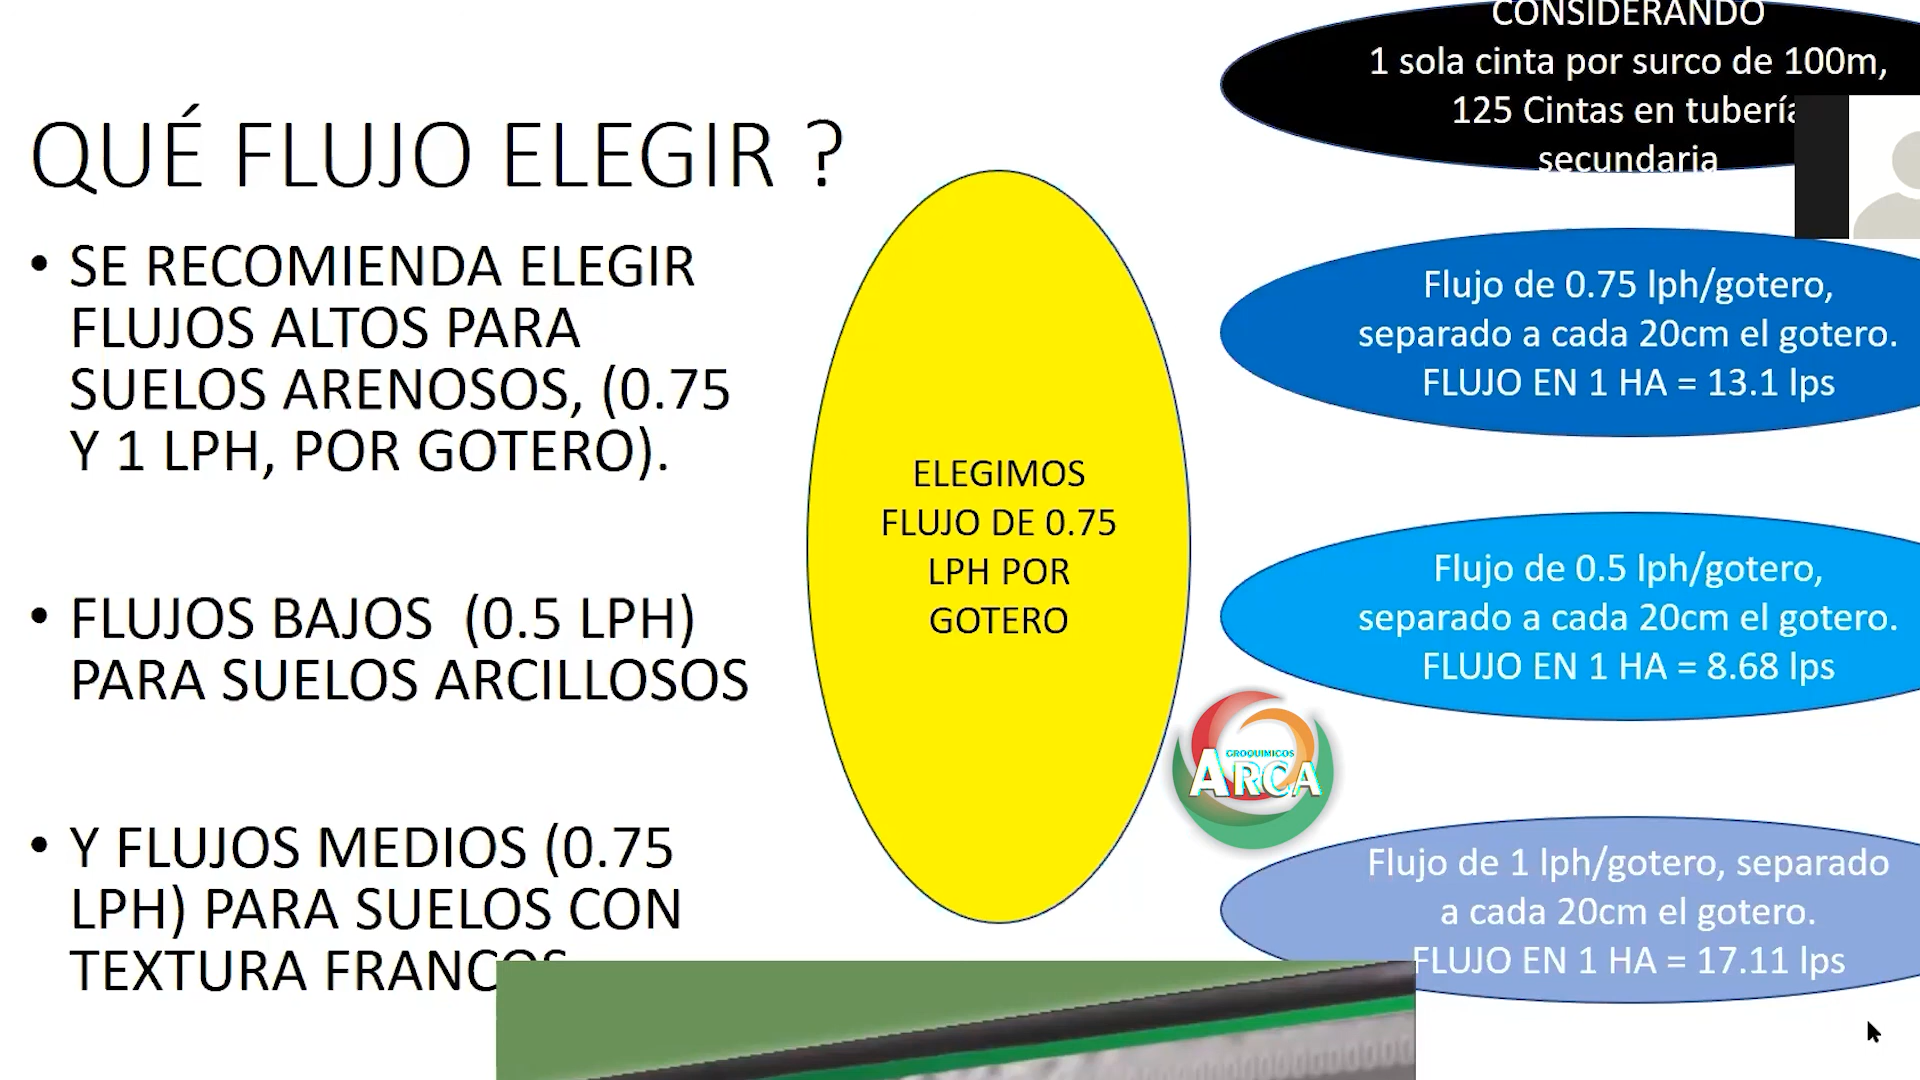 QUÉ FLUJO ELEGIR ?
• SE RECOMIENDA ELEGIR
FLUJOS ALTOS PARA
SUELOS ARENOSOS, (0.75
Y 1 LPH, POR GOTERO).
• FLUJOS BAJOS (0.5 LPH)
PARA SUELOS ARCILLOSOS
• Y FLUJOS MEDIOS (0.75
LPH) PARA SUELOS CON
TEXTURA FRANCOS
ELEGIMOS
FLUJO DE 0.75
LPH POR
GOTERO
CONSIDERANDO
1 sola cinta por surco de 100m,
125 Cintas en tubería
secundaria
Flujo de 0.75 lph/gotero,
separado a cada 20cm el gotero.
FLUJO EN 1 HA = 13.1 lps
Flujo de 0.5 lph/gotero,
separado a cada 20cm el gotero.
FLUJO EN 1 HA = 8.68 lps
GROQUIMICOS
ARCA
Flujo de 1 lph/gotero, separado
a cada 20cm el gotero.
FLUJO EN 1 HA = 17.11 lps